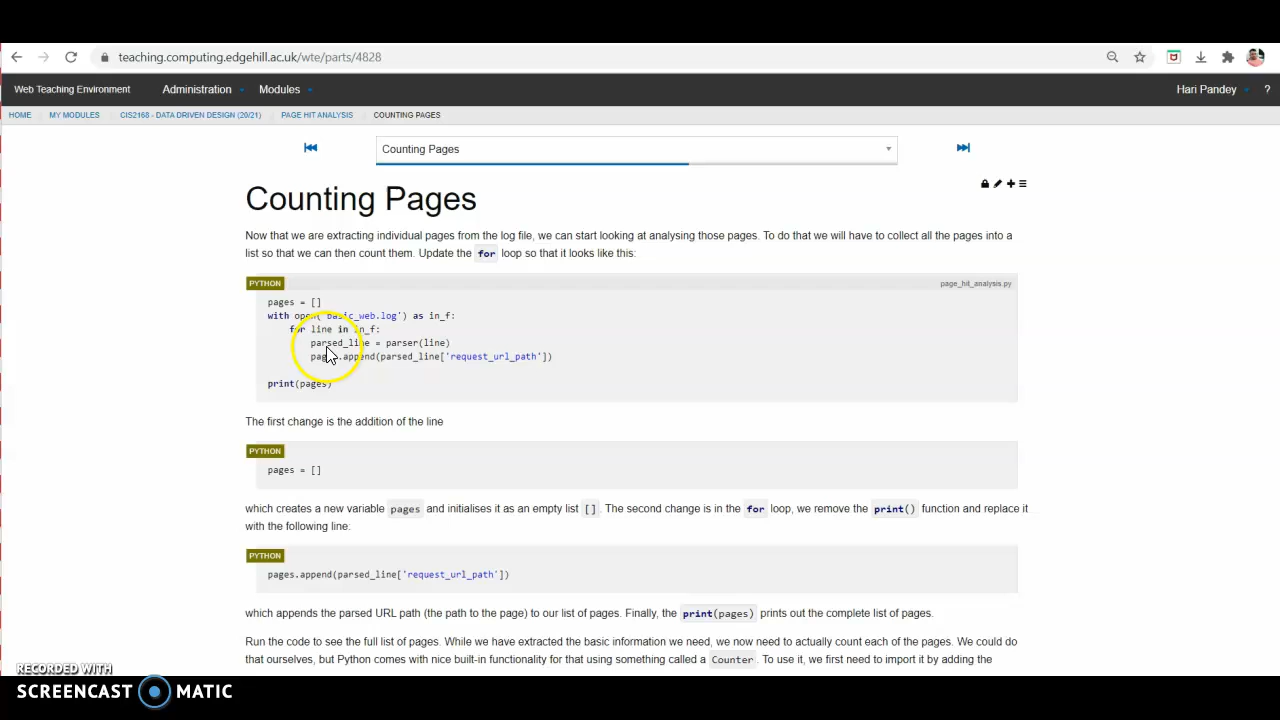 teaching.computing.edgehill.ac.uk/wte/parts/4828
Web Teaching Environment Administration Modules Hari Pandey ?
HOME MY MODULES CIS2168 - DATA DRIVEN DESIGN (20/21) PAGE HIT ANALYSIS COUNTING PAGES
Counting Pages
Counting Pages
Now that we are extracting individual pages from the log file, we can start looking at analysing those pages. To do that we will have to collect all the pages into a
list so that we can then count them. Update the for loop so that it looks like this:
PYTHON page_hit_analysis.py
pages = []
with open('basic_web.log') as in_f:
for line in in_f:
parsed_line = parser(line)
pages.append(parsed_line['request_url_path'])
print(pages)
The first change is the addition of the line
PYTHON
pages = []
which creates a new variable pages and initialises it as an empty list []. The second change is in the for loop, we remove the print() function and replace it
with the following line:
PYTHON
pages.append(parsed_line['request_url_path'])
which appends the parsed URL path (the path to the page) to our list of pages. Finally, the print(pages) prints out the complete list of pages.
Run the code to see the full list of pages. While we have extracted the basic information we need, we now need to actually count each of the pages. We could do
that ourselves, but Python comes with nice built-in functionality for that using something called a Counter. To use it, we first need to import it by adding the
RECORDED WITH
SCREENCAST MATIC